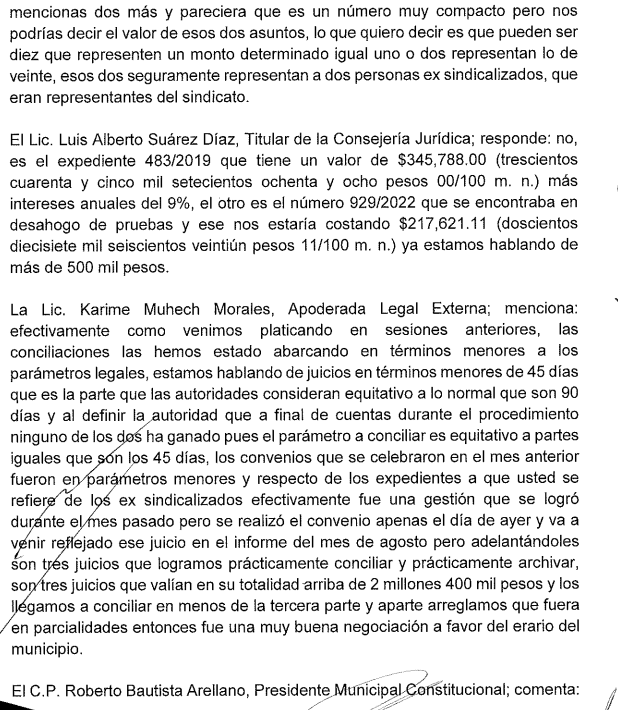 mencionas dos más y pareciera que es un número muy compacto pero nos
podrías decir el valor de esos dos asuntos, lo que quiero decir es que pueden ser
diez que representen un monto determinado igual uno o dos representan lo de
veinte, esos dos seguramente representan a dos personas ex sindicalizados, que
eran representantes del sindicato.
El Lic. Luis Alberto Suárez Díaz, Titular de la Consejería Jurídica; responde: no,
es el expediente 483/2019 que tiene un valor de $345,788.00 (trescientos
cuarenta y cinco mil setecientos ochenta y ocho pesos 00/100 m. n.) más
intereses anuales del 9%, el otro es el número 929/2022 que se encontraba en
desahogo de pruebas y ese nos estaría costando $217,621.11 (doscientos
diecisiete mil seiscientos veintiún pesos 11/100 m. n.) ya estamos hablando de
más de 500 mil pesos.
La Lic. Karime Muhech Morales, Apoderada Legal Externa; menciona:
efectivamente como venimos platicando en sesiones anteriores, las
conciliaciones las hemos estado abarcando en términos menores a los
parámetros legales, estamos hablando de juicios en términos menores de 45 días
que es la parte que las autoridades consideran equitativo a lo normal que son 90
días y al definir la autoridad que a final de cuentas durante el procedimiento
ninguno de los dos ha ganado pues el parámetro a conciliar es equitativo a partes
iguales que son los 45 días, los convenios que se celebraron en el mes anterior
fueron en parámetros menores y respecto de los expedientes a que usted se
refiere de los ex sindicalizados efectivamente fue una gestión que se logró
durante el mes pasado pero se realizó el convenio apenas el día de ayer y va a
venir reflejado ese juicio en el informe del mes de agosto pero adelantándoles
son tres juicios que logramos prácticamente conciliar y prácticamente archivar,
son tres juicios que valían en su totalidad arriba de 2 millones 400 mil pesos y los
llegamos a conciliar en menos de la tercera parte y aparte arreglamos que fuera
en parcialidades entonces fue una muy buena negociación a favor del erario del
municipio.
El C.P. Roberto Bautista Arellano, Presidente Municipal Constitucional; comenta: